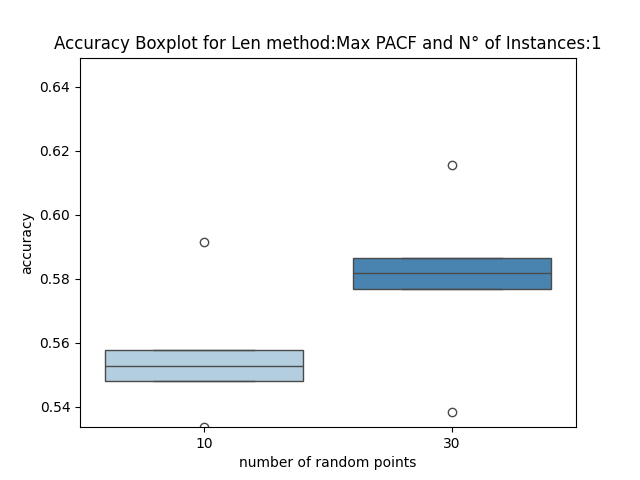 Accuracy Boxplot for Len method:Max PACF and N° of Instances:1
0.64
0.62
0.60
0.58
0.56
0.54
accuracy
10 30
number of random points